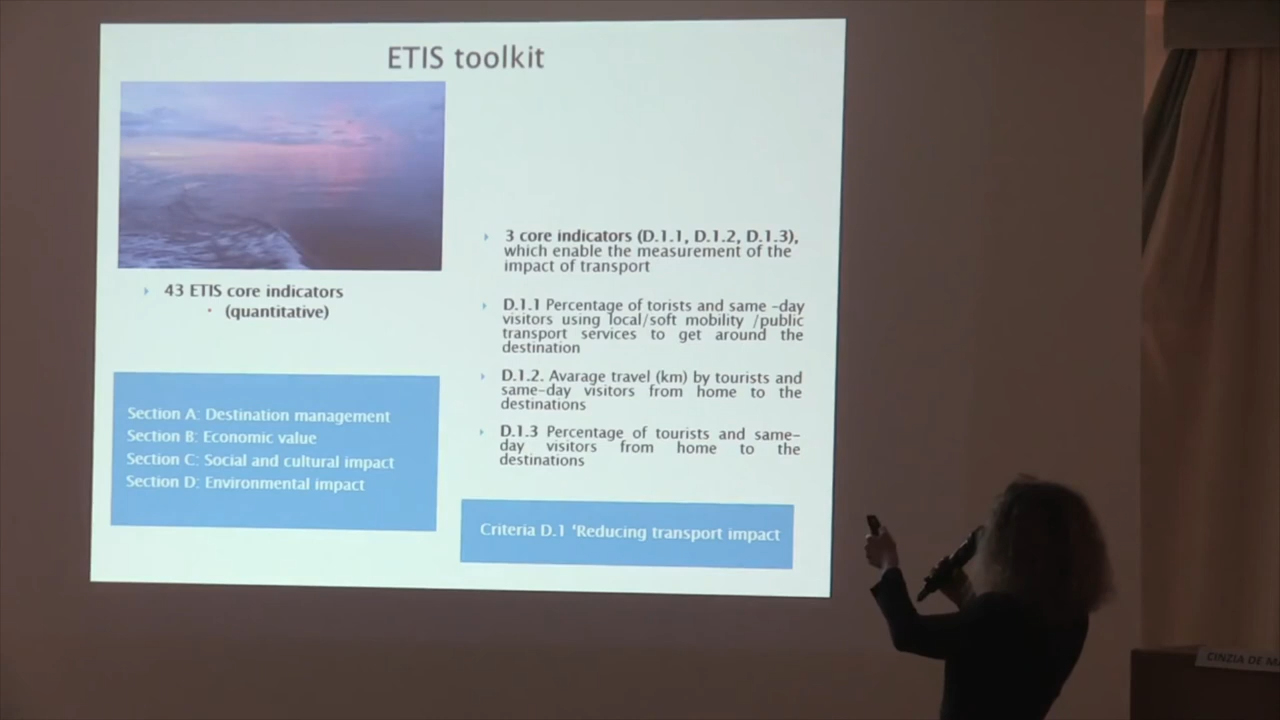 ETIS toolkit
43 ETIS core indicators
(quantitative)
Section A: Destination management
Section B: Economic value
Section C: Social and cultural impact
Section D: Environmental impact
3 core indicators (D.1.1, D.1.2, D.1.3),
which enable the measurement of the
impact of transport
D.1.1 Percentage of torists and same -day
visitors using local/soft mobility /public
transport services to get around the
destination
D.1.2. Avarage travel (km) by tourists and
same-day visitors from home to the
destinations
D.1.3 Percentage of tourists and same-
day visitors from home to the
destinations
Criteria D.1 'Reducing transport impact
CINZIA DE M